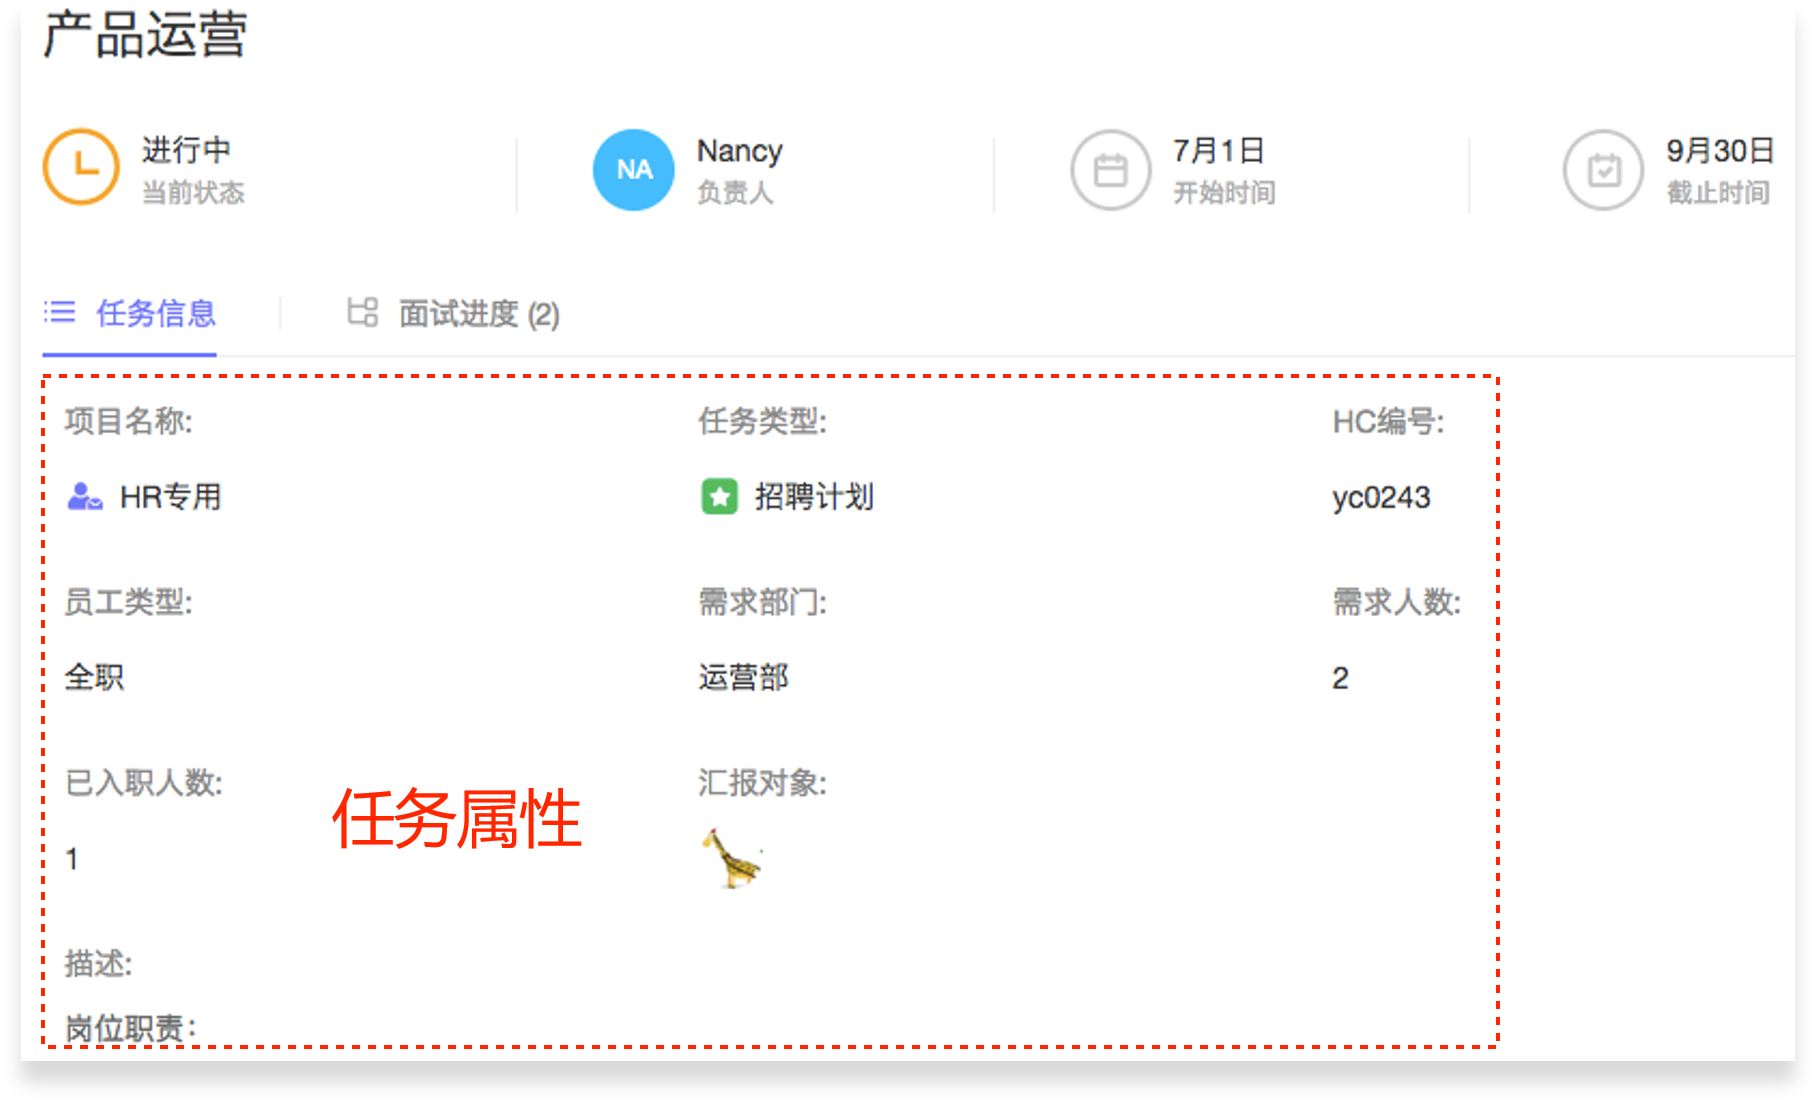 产品运营
进行中
当前状态
NA
Nancy
负责人
7月1日
开始时间
9月30日
截止时间
任务信息
面试进度 (2)
项目名称:
任务类型:
HC编号:
HR专用
招聘计划
yc0243
员工类型:
需求部门:
需求人数:
全职
运营部
2
已入职人数:
汇报对象:
任务属性
1
描述:
岗位职责：